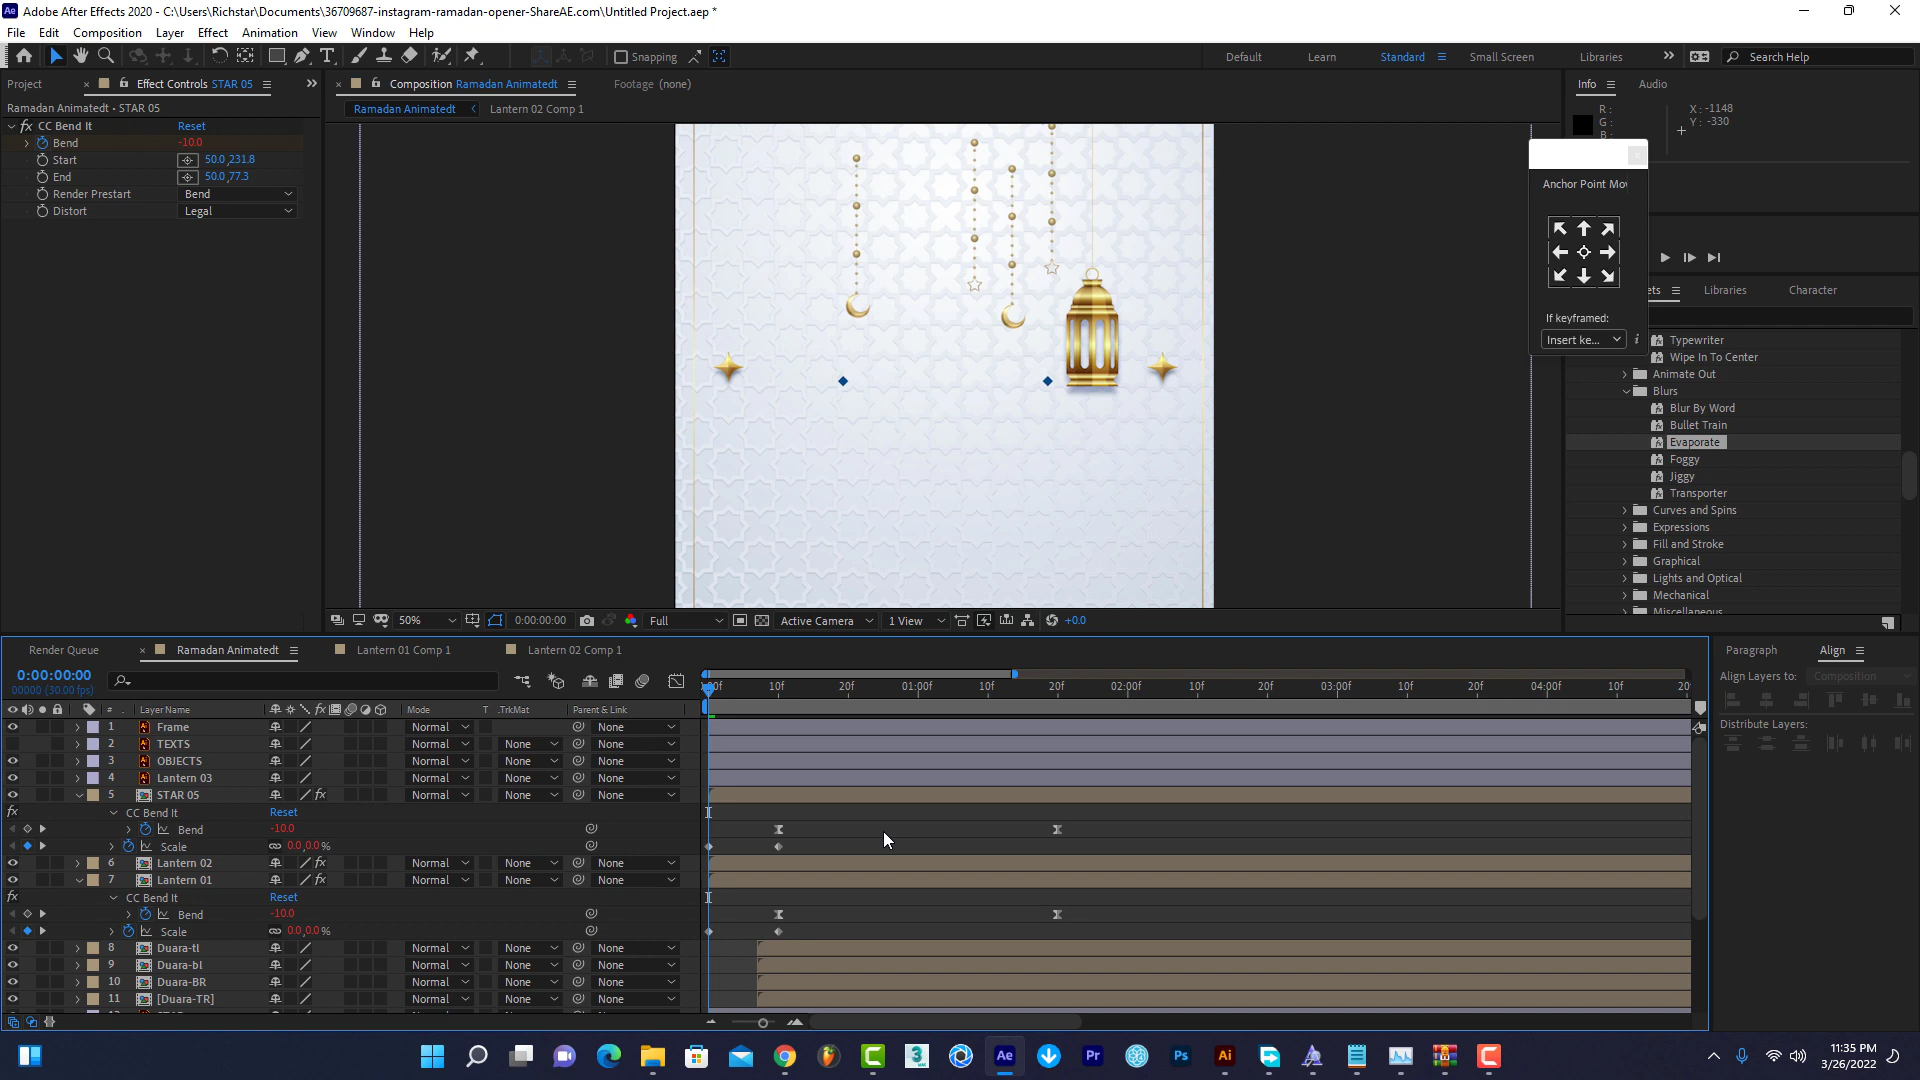 Adobe After Effects 2020 - C:\Users\Richstar\Documents\36709687-instagram-ramadan-opener-ShareAE.com\Untitled Project.aep *
File Edit Composition Layer Effect Animation View Window Help
Snapping
Default Learn Standard Small Screen Libraries Search Help
Project Effect Controls STAR 05
Composition Ramadan Animatedt
Footage (none)
Info Audio
Ramadan Animatedt • STAR 05
Ramadan Animatedt Lantern 02 Comp 1
R: X: -1148
G: Y: -330
B:
fx CC Bend It Reset
Bend -10.0
Start 50.0,231.8
End 50.0,77.3
Render Prestart Bend
Distort Legal
Anchor Point Mov
If keyframed:
Insert ke...
ets Libraries Character
Typewriter
Wipe In To Center
Animate Out
Blurs
Blur By Word
Bullet Train
Evaporate
Foggy
Jiggy
Transporter
Curves and Spins
Expressions
Fill and Stroke
Graphical
Lights and Optical
Mechanical
Miscellaneous
50% 0:00:00:00 Full Active Camera 1 View +0.0
Render Queue Ramadan Animatedt Lantern 01 Comp 1 Lantern 02 Comp 1
0:00:00:00
00000 (30.00 fps)
:00f 10f 20f 01:00f 10f 20f 02:00f 10f 20f 03:00f 10f 20f 04:00f 10f 20
# Layer Name Mode T .TrkMat Parent & Link
1 Frame Normal None
2 TEXTS Normal None None
3 OBJECTS Normal None None
4 Lantern 03 Normal None None
5 STAR 05 fx Normal None None
fx CC Bend It Reset
Bend -10.0
Scale 0.0,0.0%
6 Lantern 02 fx Normal None None
7 Lantern 01 fx Normal None None
fx CC Bend It Reset
Bend -10.0
Scale 0.0,0.0%
8 Duara-tl Normal None None
9 Duara-bl Normal None None
10 Duara-BR Normal None None
11 [Duara-TR] Normal None None
Paragraph Align
Align Layers to: Composition
Distribute Layers:
Ae Pr Ps Ai
11:35 PM
3/26/2022